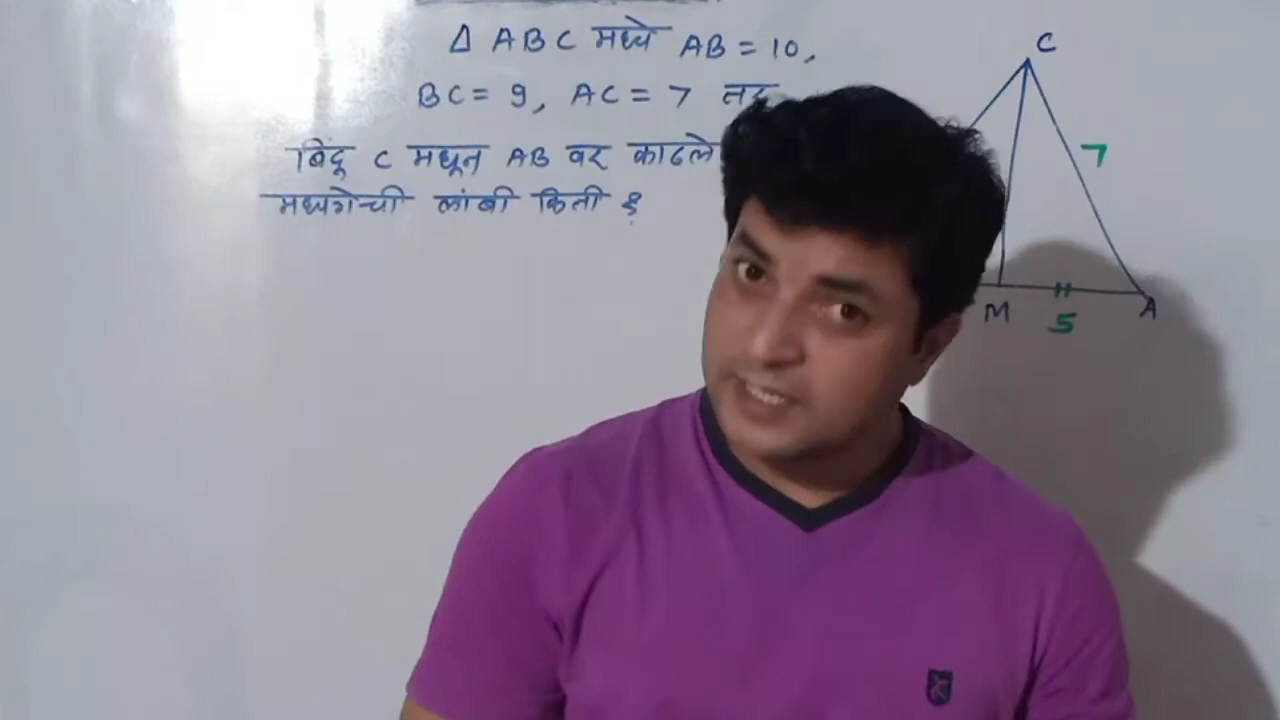 Δ ABC मध्ये AB = 10,
BC = 9, AC = 7 तर
बिंदू C मधून AB वर काढले
मध्यगेची लांबी किती ?
C
7
M
5
A